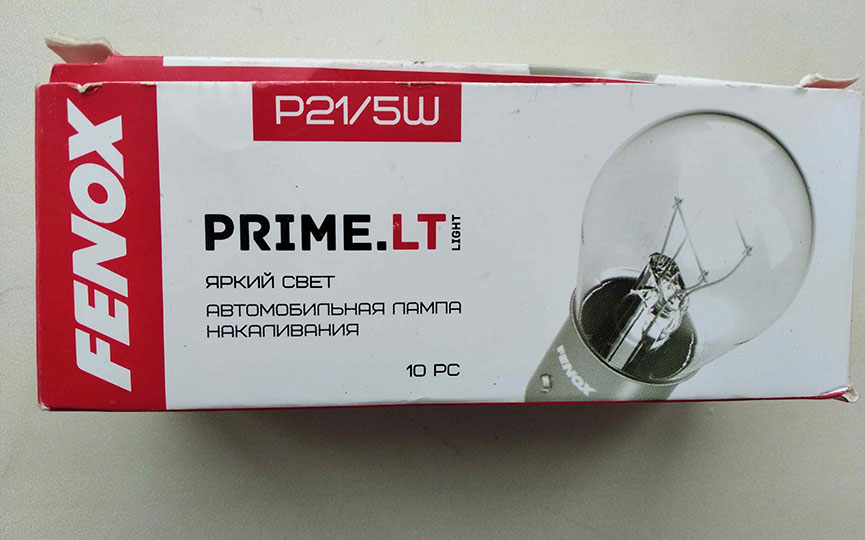 FENOX
P21/5W
PRIME.LT
LIGHT
ЯРКИЙ СВЕТ
АВТОМОБИЛЬНАЯ ЛАМПА
НАКАЛИВАНИЯ
10 PC
FENOX